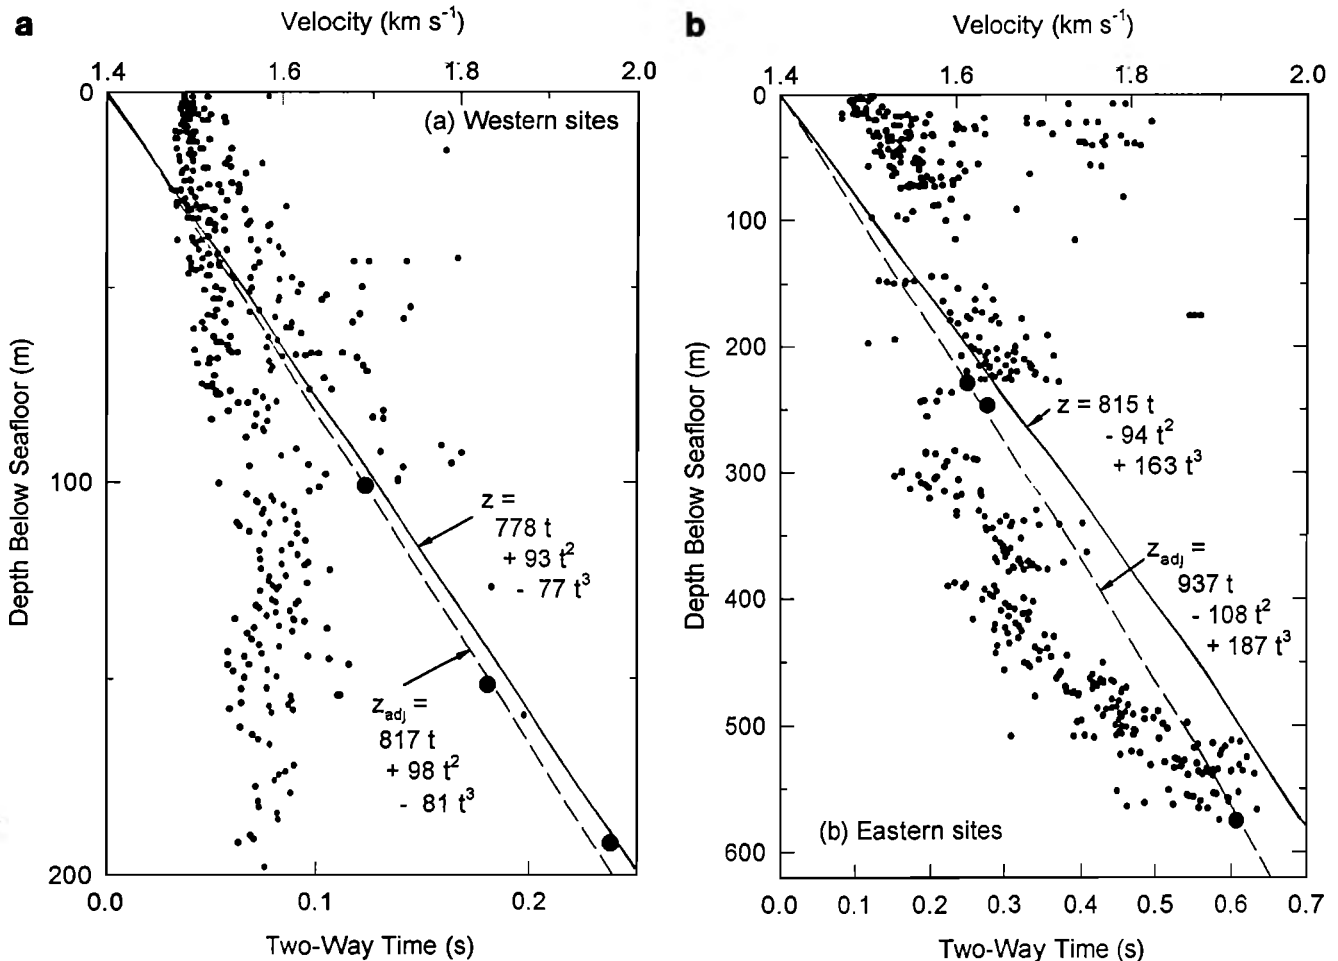 a
Velocity (km s⁻¹)
1.4 1.6 1.8 2.0
0
100
200
Depth Below Seafloor (m)
(a) Western sites
z =
778 t
+ 93 t²
- 77 t³
z_adj =
817 t
+ 98 t²
- 81 t³
0.0 0.1 0.2
Two-Way Time (s)
b
Velocity (km s⁻¹)
1.4 1.6 1.8 2.0
0
100
200
300
400
500
600
Depth Below Seafloor (m)
z = 815 t
- 94 t²
+ 163 t³
z_adj =
937 t
- 108 t²
+ 187 t³
(b) Eastern sites
0.0 0.1 0.2 0.3 0.4 0.5 0.6 0.7
Two-Way Time (s)